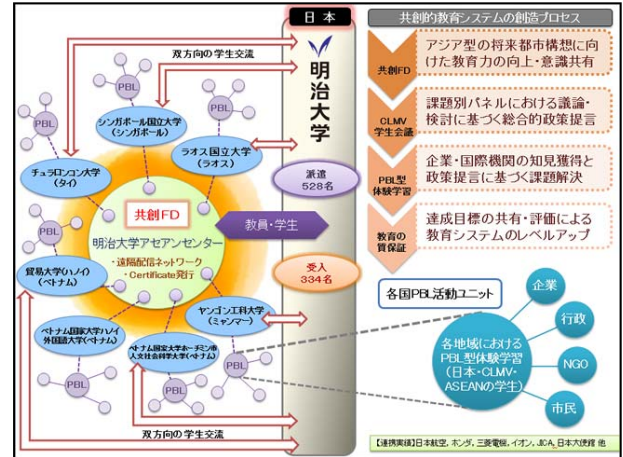 日 本
双方向の学生交流
明治大学
PBL
シンガポール国立大学
(シンガポール)
PBL
PBL
ラオス国立大学
(ラオス)
チュラロンコン大学
(タイ)
派遣
528名
共創FD
教員・学生
明治大学アセアンセンター
・遠隔配信ネットワーク
・Certificate発行
PBL
貿易大学(ハノイ)
(ベトナム)
受入
334名
ヤンゴン工科大学
(ミャンマー)
ベトナム国家大学ハノイ
外国語大学(ベトナム)
ベトナム国家大学ホーチミン市
人文社会科学大学(ベトナム)
PBL
PBL
PBL
双方向の学生交流
共創的教育システムの創造プロセス
共創FD
アジア型の将来都市構想に向
けた教育力の向上・意識共有
CLMV
学生会議
課題別パネルにおける議論・
検討に基づく総合的政策提言
PBL型
体験学習
企業・国際機関の知見獲得と
政策提言に基づく課題解決
教育の
質保証
達成目標の共有・評価による
教育システムのレベルアップ
各国PBL活動ユニット
企業
行政
NGO
市民
各地域における
PBL型体験学習
(日本・CLMV・
ASEANの学生)
【連携実績】日本航空, ホンダ, 三菱電機, イオン, JICA, 日本大使館 他